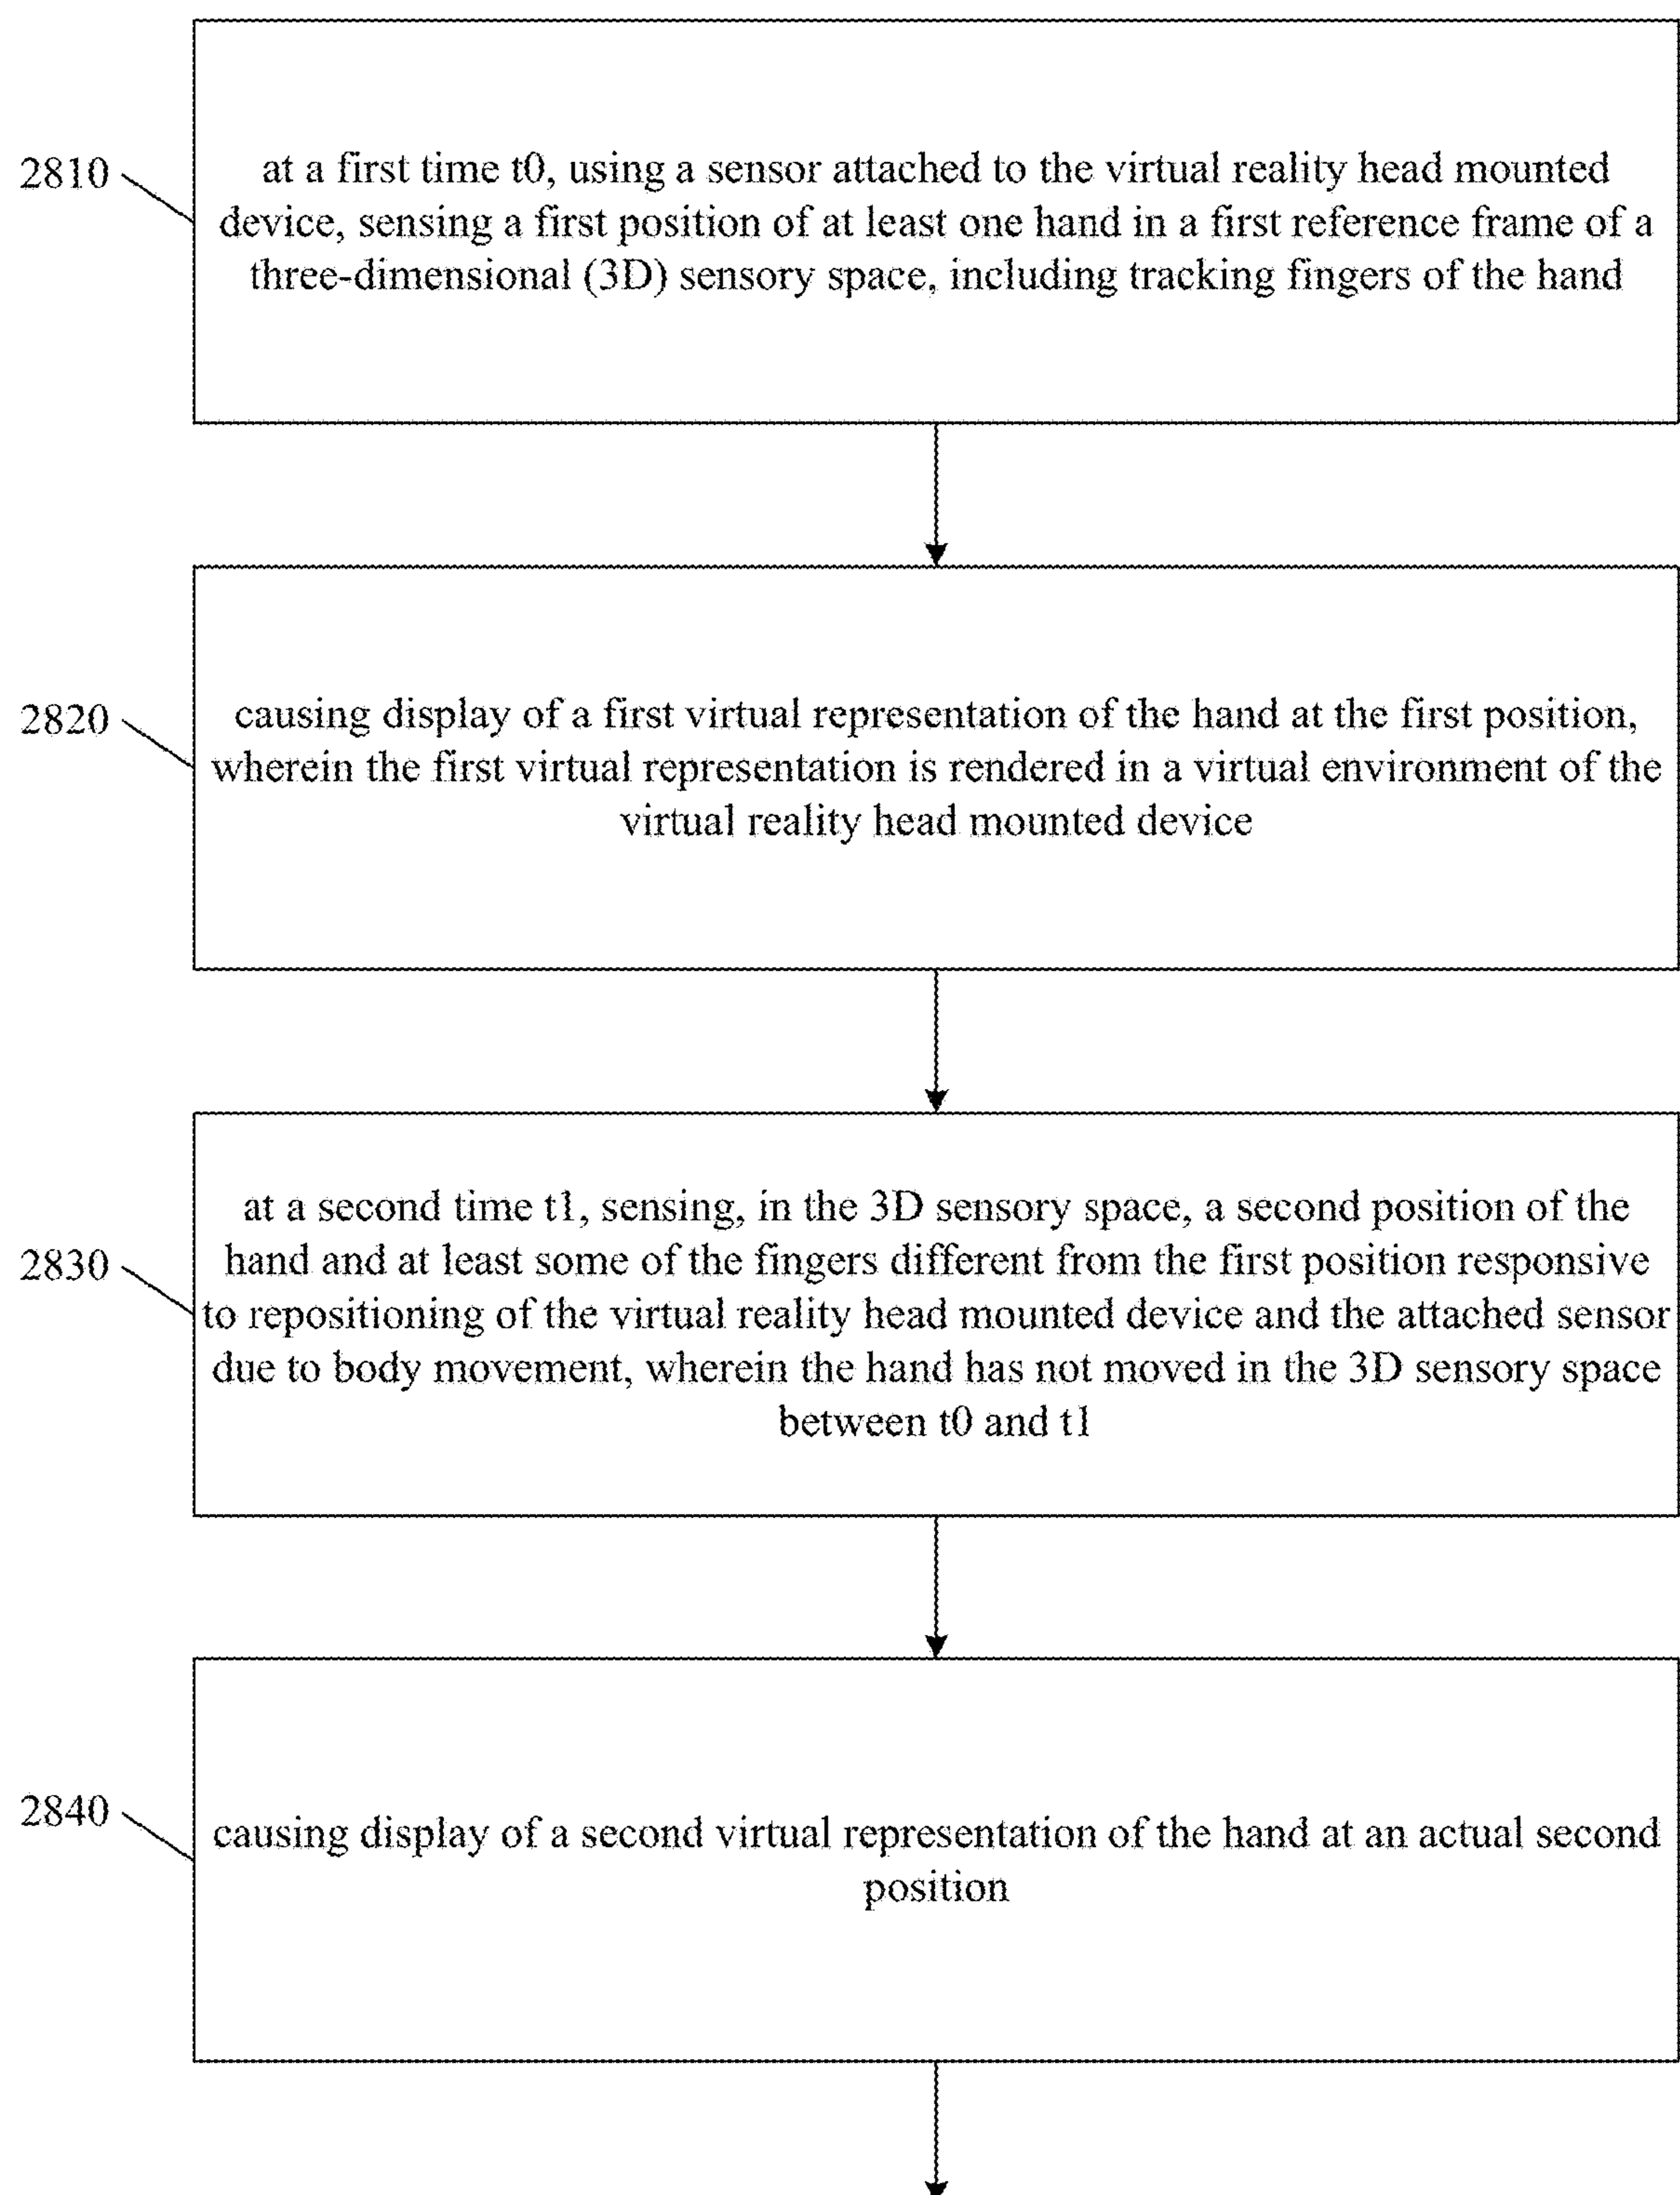 2810
at a first time t0, using a sensor attached to the virtual reality head mounted
device, sensing a first position of at least one hand in a first reference frame of a
three-dimensional (3D) sensory space, including tracking fingers of the hand
2820
causing display of a first virtual representation of the hand at the first position,
wherein the first virtual representation is rendered in a virtual environment of the
virtual reality head mounted device
2830
at a second time t1, sensing, in the 3D sensory space, a second position of the
hand and at least some of the fingers different from the first position responsive
to repositioning of the virtual reality head mounted device and the attached sensor
due to body movement, wherein the hand has not moved in the 3D sensory space
between t0 and t1
2840
causing display of a second virtual representation of the hand at an actual second
position